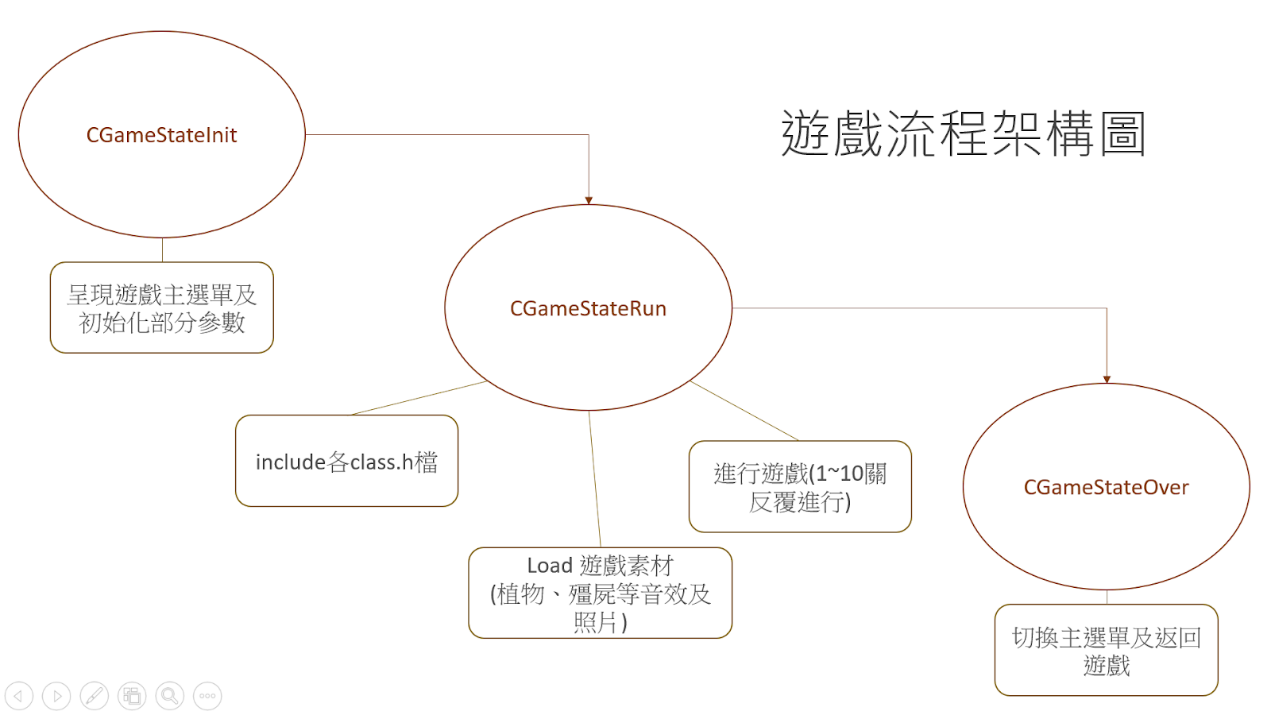 遊戲流程架構圖
CGameStateInit
呈現遊戲主選單及
初始化部分參數
CGameStateRun
include各class.h檔
Load 遊戲素材
(植物、殭屍等音效及
照片)
進行遊戲(1~10關
反覆進行)
CGameStateOver
切換主選單及返回
遊戲